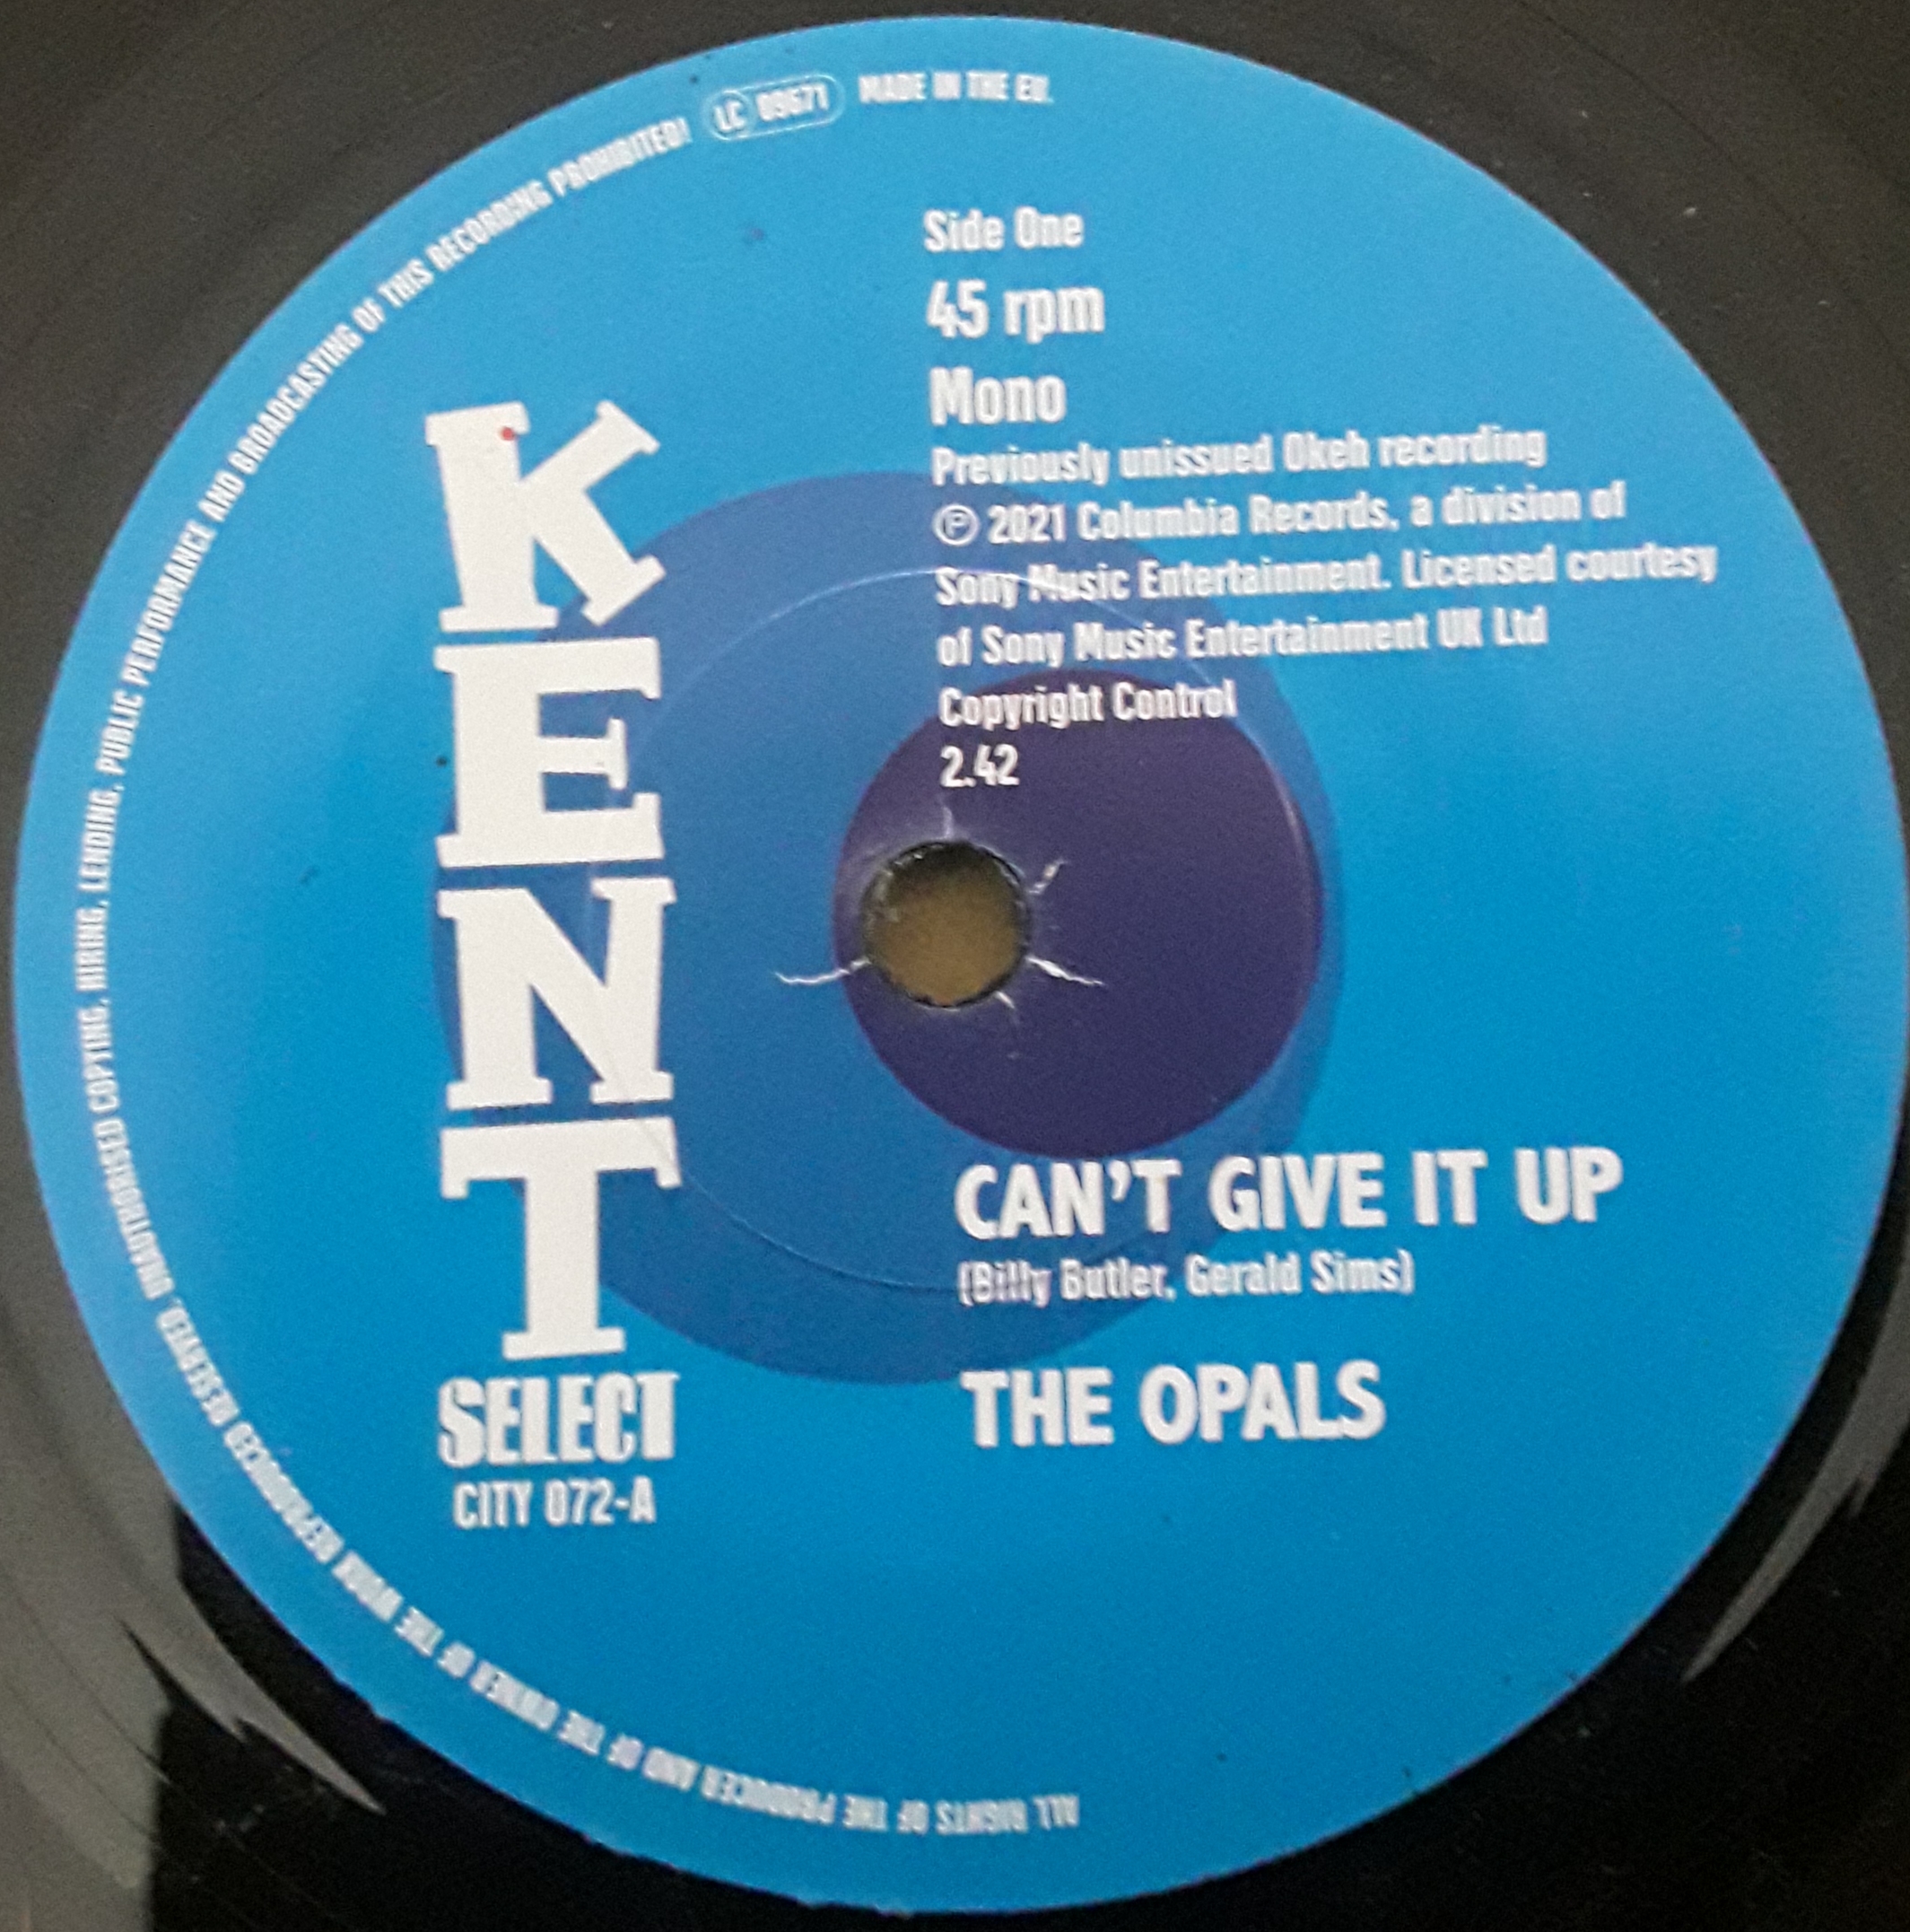 ALL RIGHTS OF THE PRODUCER AND OF THE OWNER OF THE WORK REPRODUCED RESERVED. UNAUTHORISED COPYING, HIRING, LENDING, PUBLIC PERFORMANCE AND BROADCASTING OF THIS RECORDING PROHIBITED! LC 09671 MADE IN THE EU.
Side One
45 rpm
Mono
Previously unissued Okeh recording
℗ 2021 Columbia Records, a division of
Sony Music Entertainment. Licensed courtesy
of Sony Music Entertainment UK Ltd
Copyright Control
2.42
KENT
SELECT
CITY 072-A
CAN'T GIVE IT UP
(Billy Butler, Gerald Sims)
THE OPALS